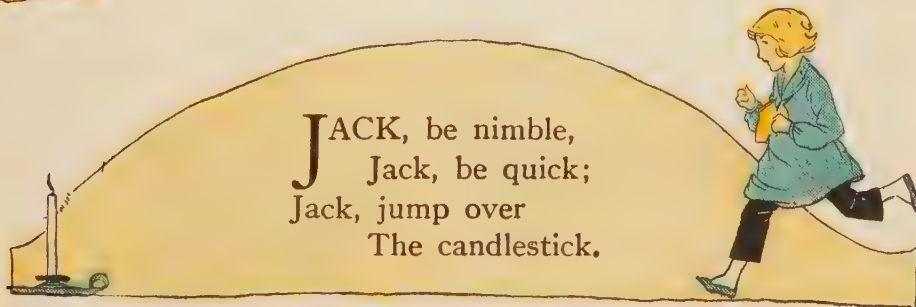 JACK, be nimble,
Jack, be quick;
Jack, jump over
The candlestick.